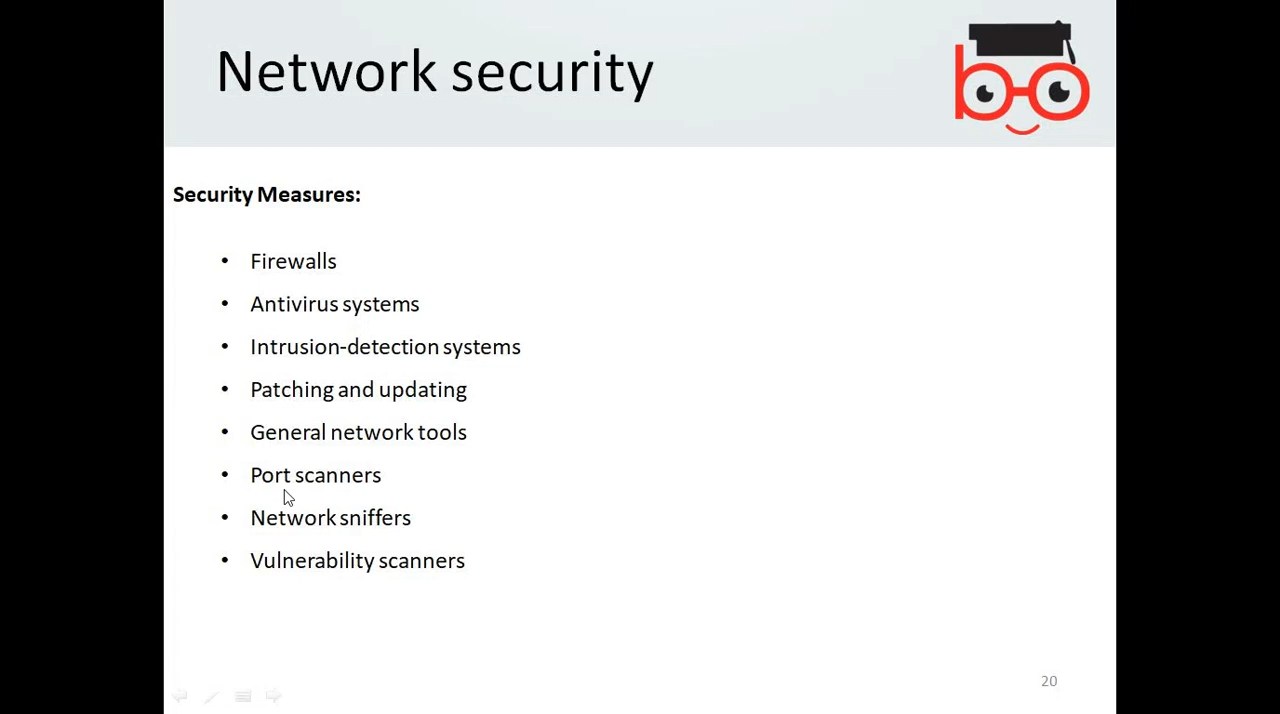 Network security
Security Measures:
• Firewalls
• Antivirus systems
• Intrusion-detection systems
• Patching and updating
• General network tools
• Port scanners
• Network sniffers
• Vulnerability scanners
20